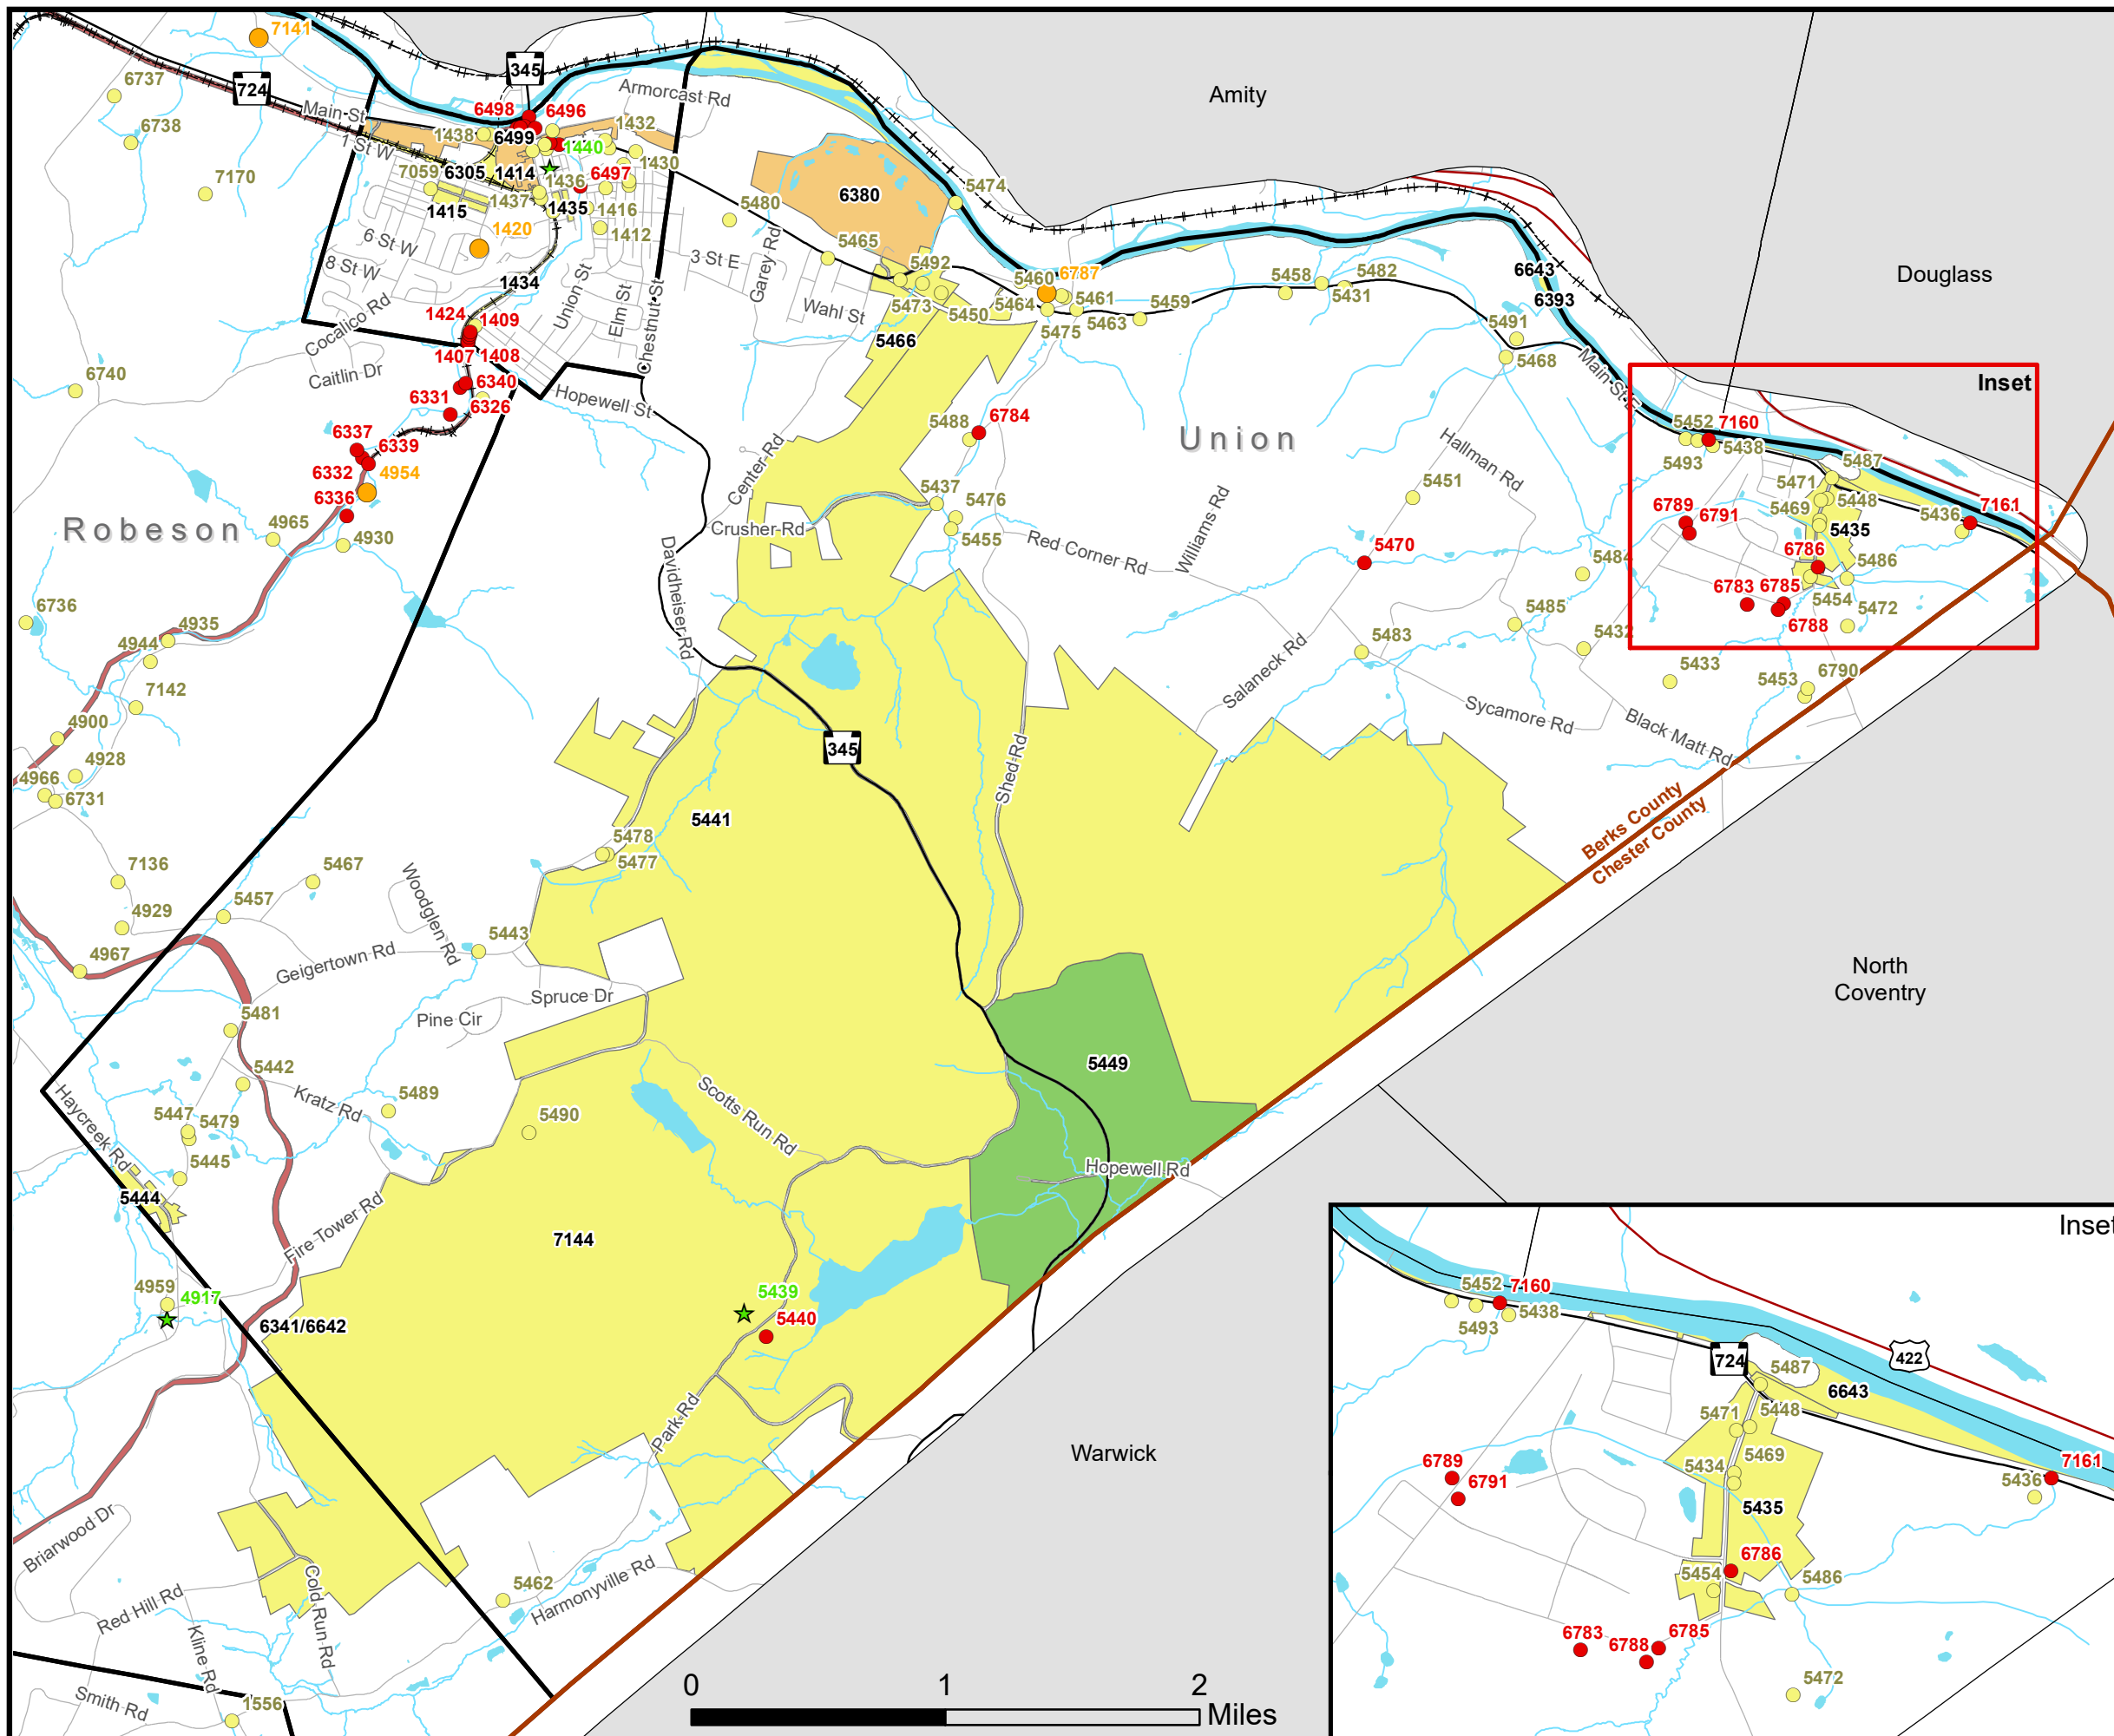 7141
345
724
6737
6738
7170
Main St
1 St W
Armorcast Rd
Amity
6498
6496
1438
6499
1440
1432
1430
7059
6305
1414
1436
6497
1437
1415
1435
1416
1412
1420
6 St W
8 St W
1434
Union St
Elm St
Chestnut St
3 St E
Garey Rd
Wahl St
5480
6380
5474
5465
5492
5473
5450
5466
5460
6787
5464
5461
5475
5463
5459
5458
5482
5431
6643
6393
5491
5468
Main St E
Douglass
Inset
Cocalico Rd
Caitlin Dr
1424
1409
1407
1408
6340
6331
6326
Hopewell St
6740
6337
6339
6332
4954
6336
Robeson
4965
4930
Center Rd
Crusher Rd
Davidheiser Rd
5488
6784
5437
5476
5455
Red Corner Rd
Williams Rd
Union
Hallman Rd
5451
5470
5484
5485
5432
5483
Salaneck Rd
Sycamore Rd
Black Matt Rd
5433
5453
6790
5452
7160
5493
5438
5487
5471
5448
5469
5435
5436
7161
6789
6791
6786
5486
6783
6785
5454
5472
6788
6736
4935
4944
7142
4900
4928
4966
6731
345
5441
Shed Rd
Berks County
Chester County
5478
5477
7136
5467
4929
5457
4967
Woodglen Rd
5443
Geigertown Rd
Spruce Dr
Pine Cir
North
Coventry
5481
5442
5449
Kratz Rd
5489
5490
Scotts Run Rd
Haycreek Rd
5447
5479
5445
5444
Hopewell Rd
Fire Tower Rd
7144
4959
4917
5439
5440
6341/6642
Park Rd
Warwick
Briarwood Dr
Red Hill Rd
Cold Run Rd
Kline Rd
5462
Harmonyville Rd
Smith Rd
1556
0
1
2
Miles
Inset
5452
7160
5493
5438
422
724
5487
6643
5471
5448
5469
5434
5435
5436
7161
6789
6791
6786
5454
5486
6783
6788
6785
5472